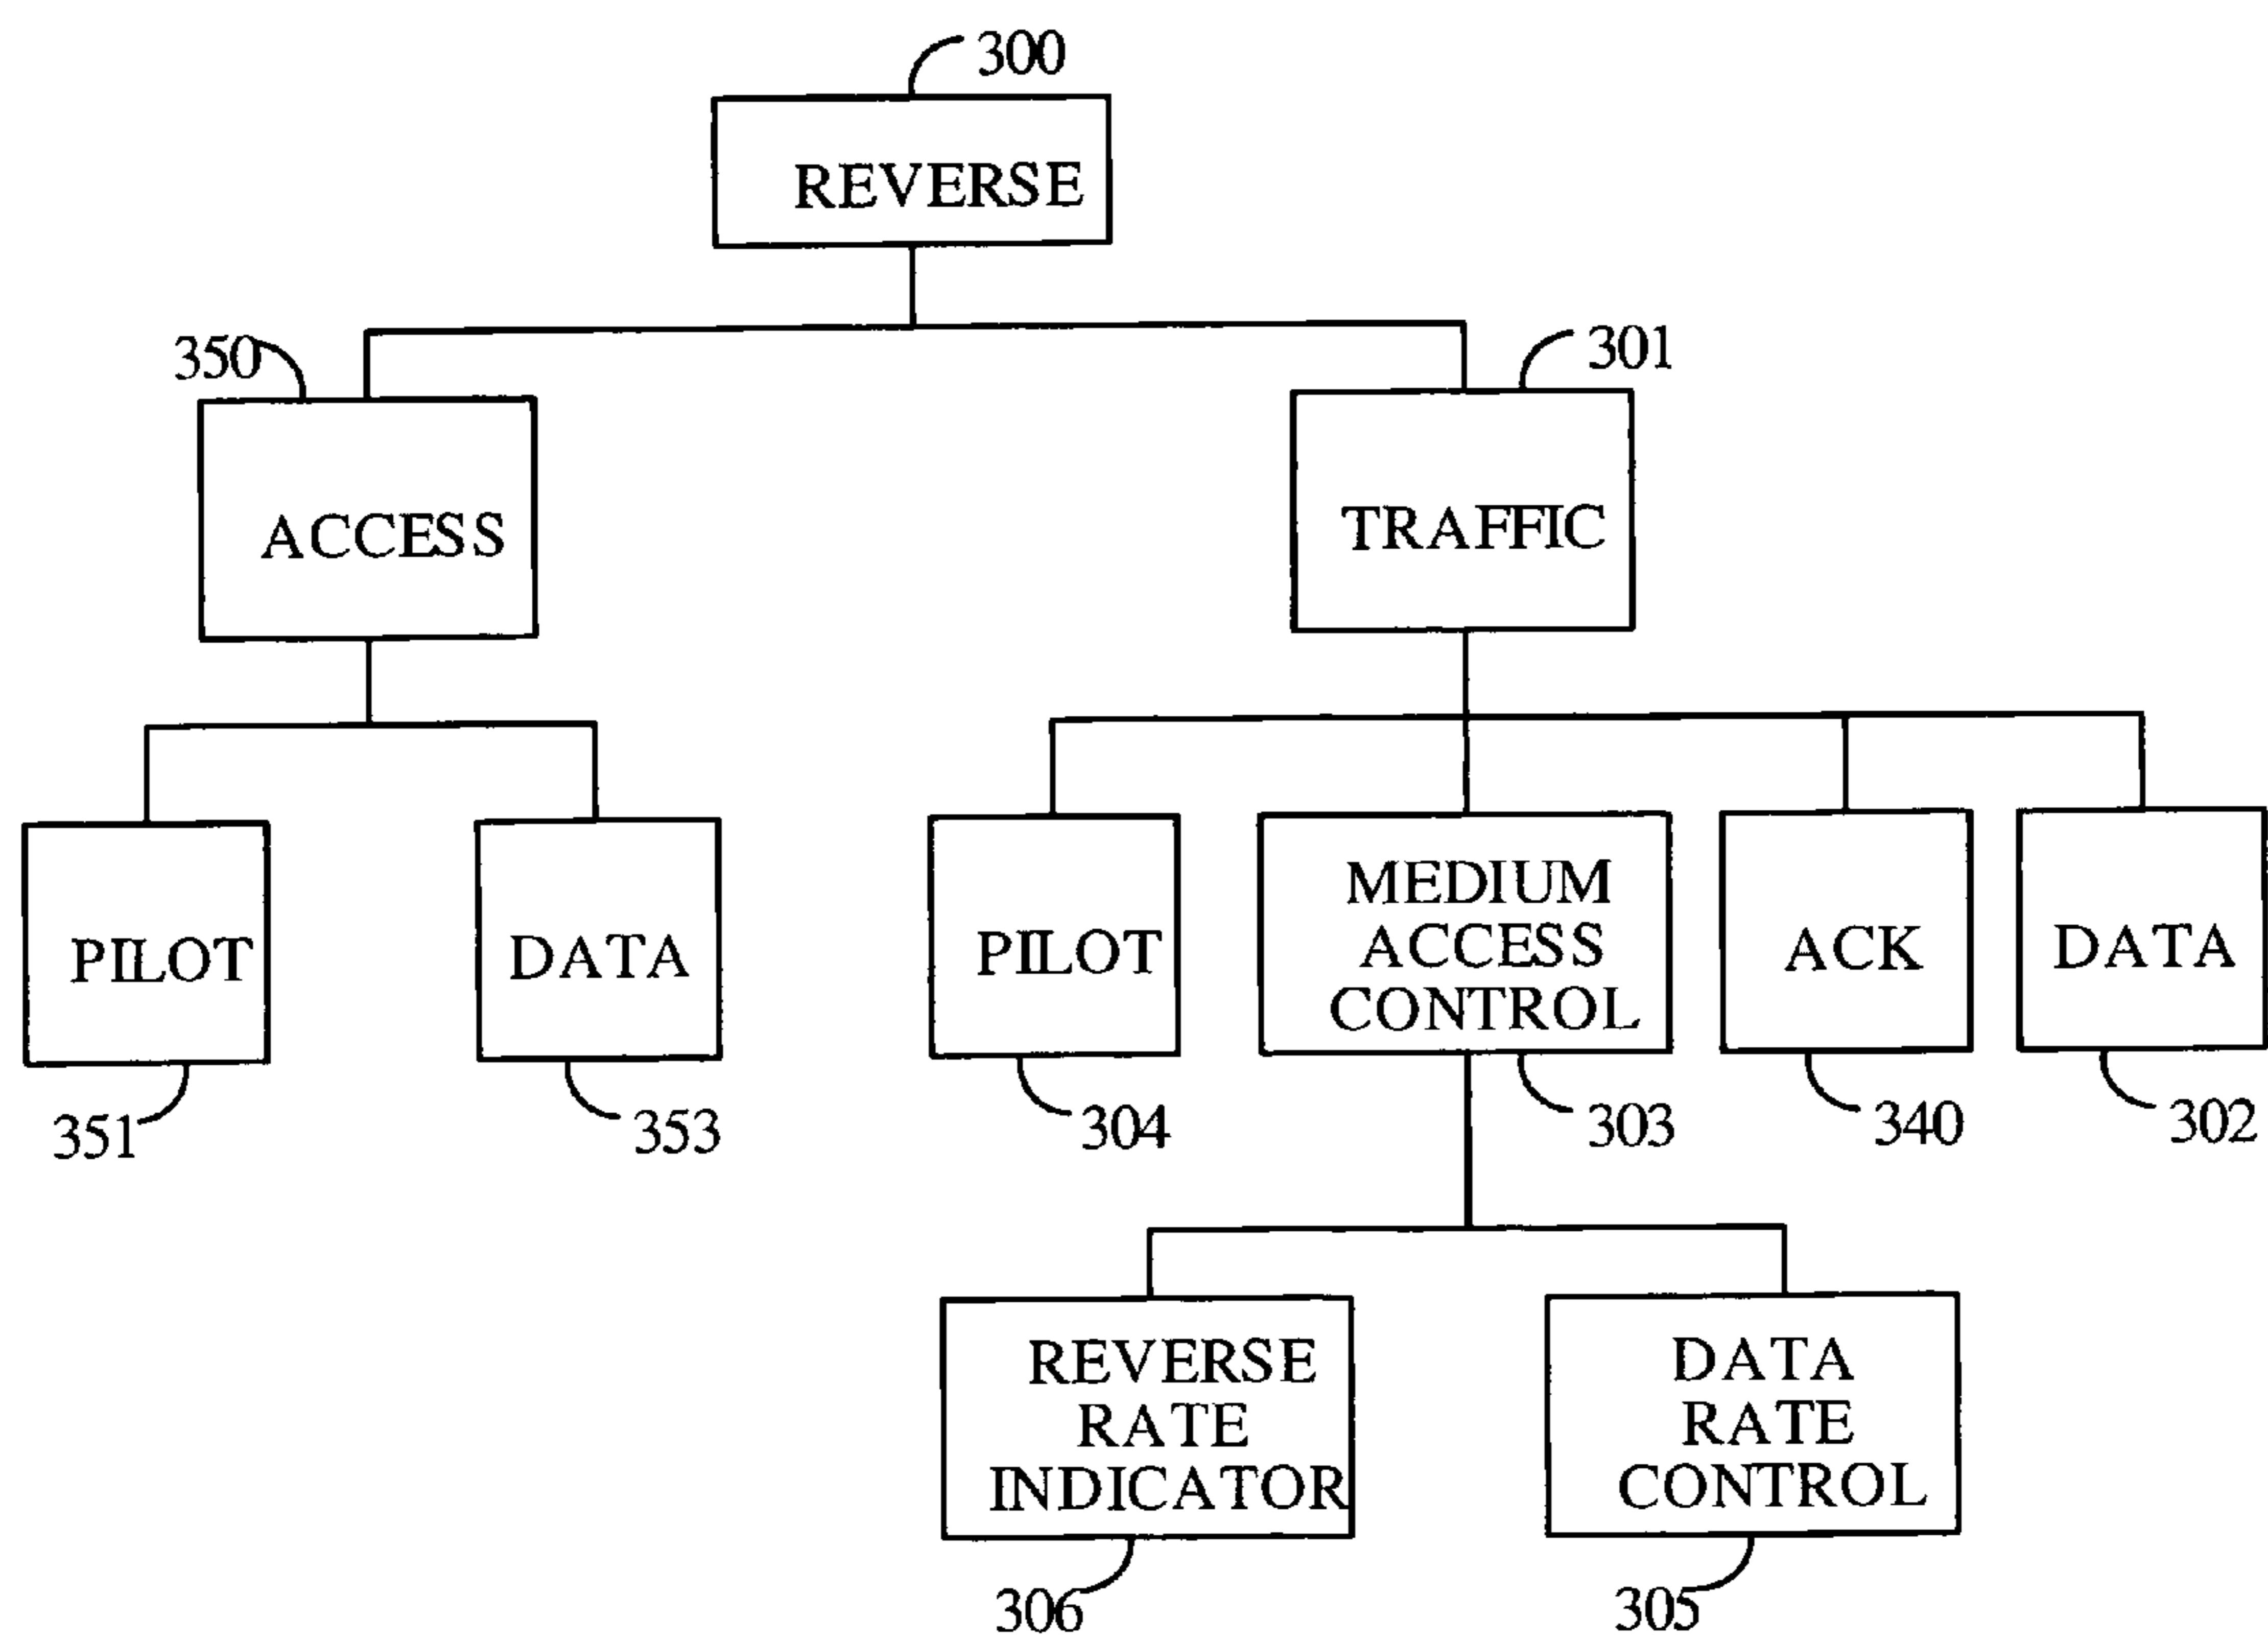 300
REVERSE
350
301
ACCESS
TRAFFIC
PILOT
DATA
PILOT
MEDIUM
ACCESS
CONTROL
ACK
DATA
351
353
304
303
340
302
REVERSE
RATE
INDICATOR
DATA
RATE
CONTROL
306
305